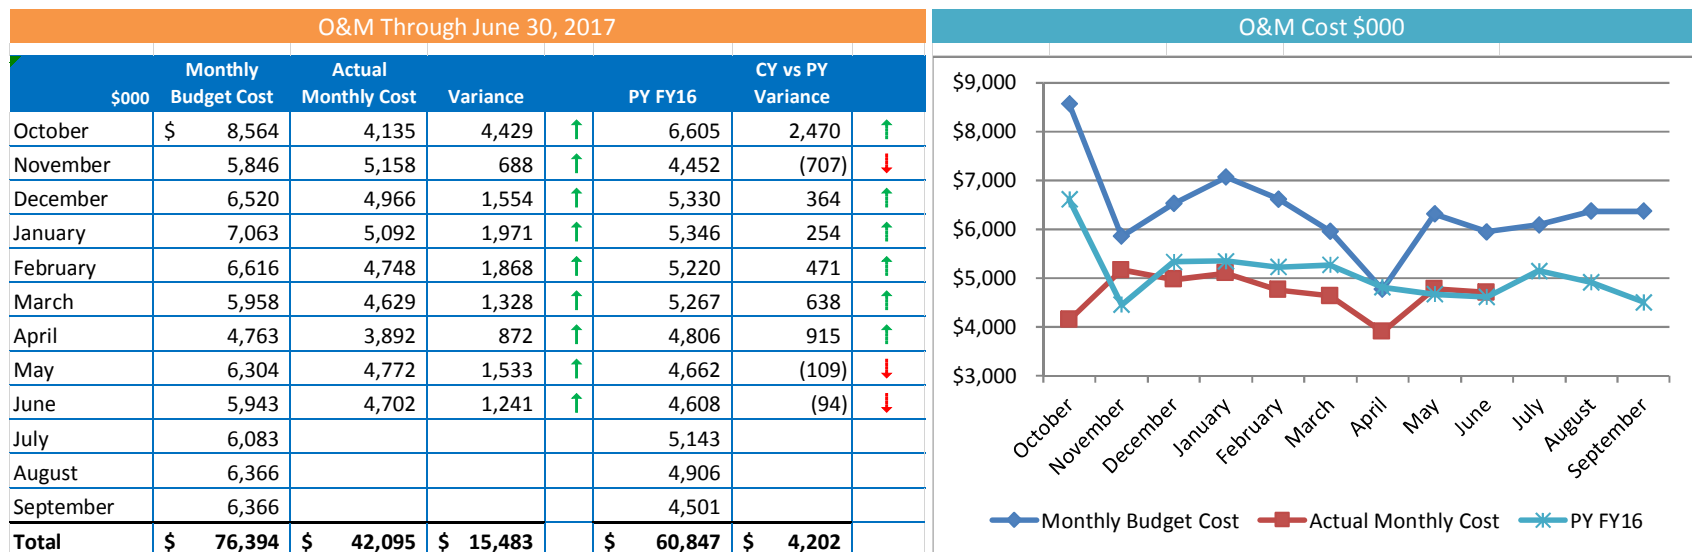 O&M Through June 30, 2017
$000 Monthly Budget Cost Actual Monthly Cost Variance PY FY16 CY vs PY Variance
October $ 8,564 4,135 4,429 ↑ 6,605 2,470 ↑
November 5,846 5,158 688 ↑ 4,452 (707) ↓
December 6,520 4,966 1,554 ↑ 5,330 364 ↑
January 7,063 5,092 1,971 ↑ 5,346 254 ↑
February 6,616 4,748 1,868 ↑ 5,220 471 ↑
March 5,958 4,629 1,328 ↑ 5,267 638 ↑
April 4,763 3,892 872 ↑ 4,806 915 ↑
May 6,304 4,772 1,533 ↑ 4,662 (109) ↓
June 5,943 4,702 1,241 ↑ 4,608 (94) ↓
July 6,083 5,143
August 6,366 4,906
September 6,366 4,501
Total $ 76,394 $ 42,095 $ 15,483 $ 60,847 $ 4,202
O&M Cost $000
$9,000
$8,000
$7,000
$6,000
$5,000
$4,000
$3,000
October November December January February March April May June July August September
Monthly Budget Cost Actual Monthly Cost PY FY16